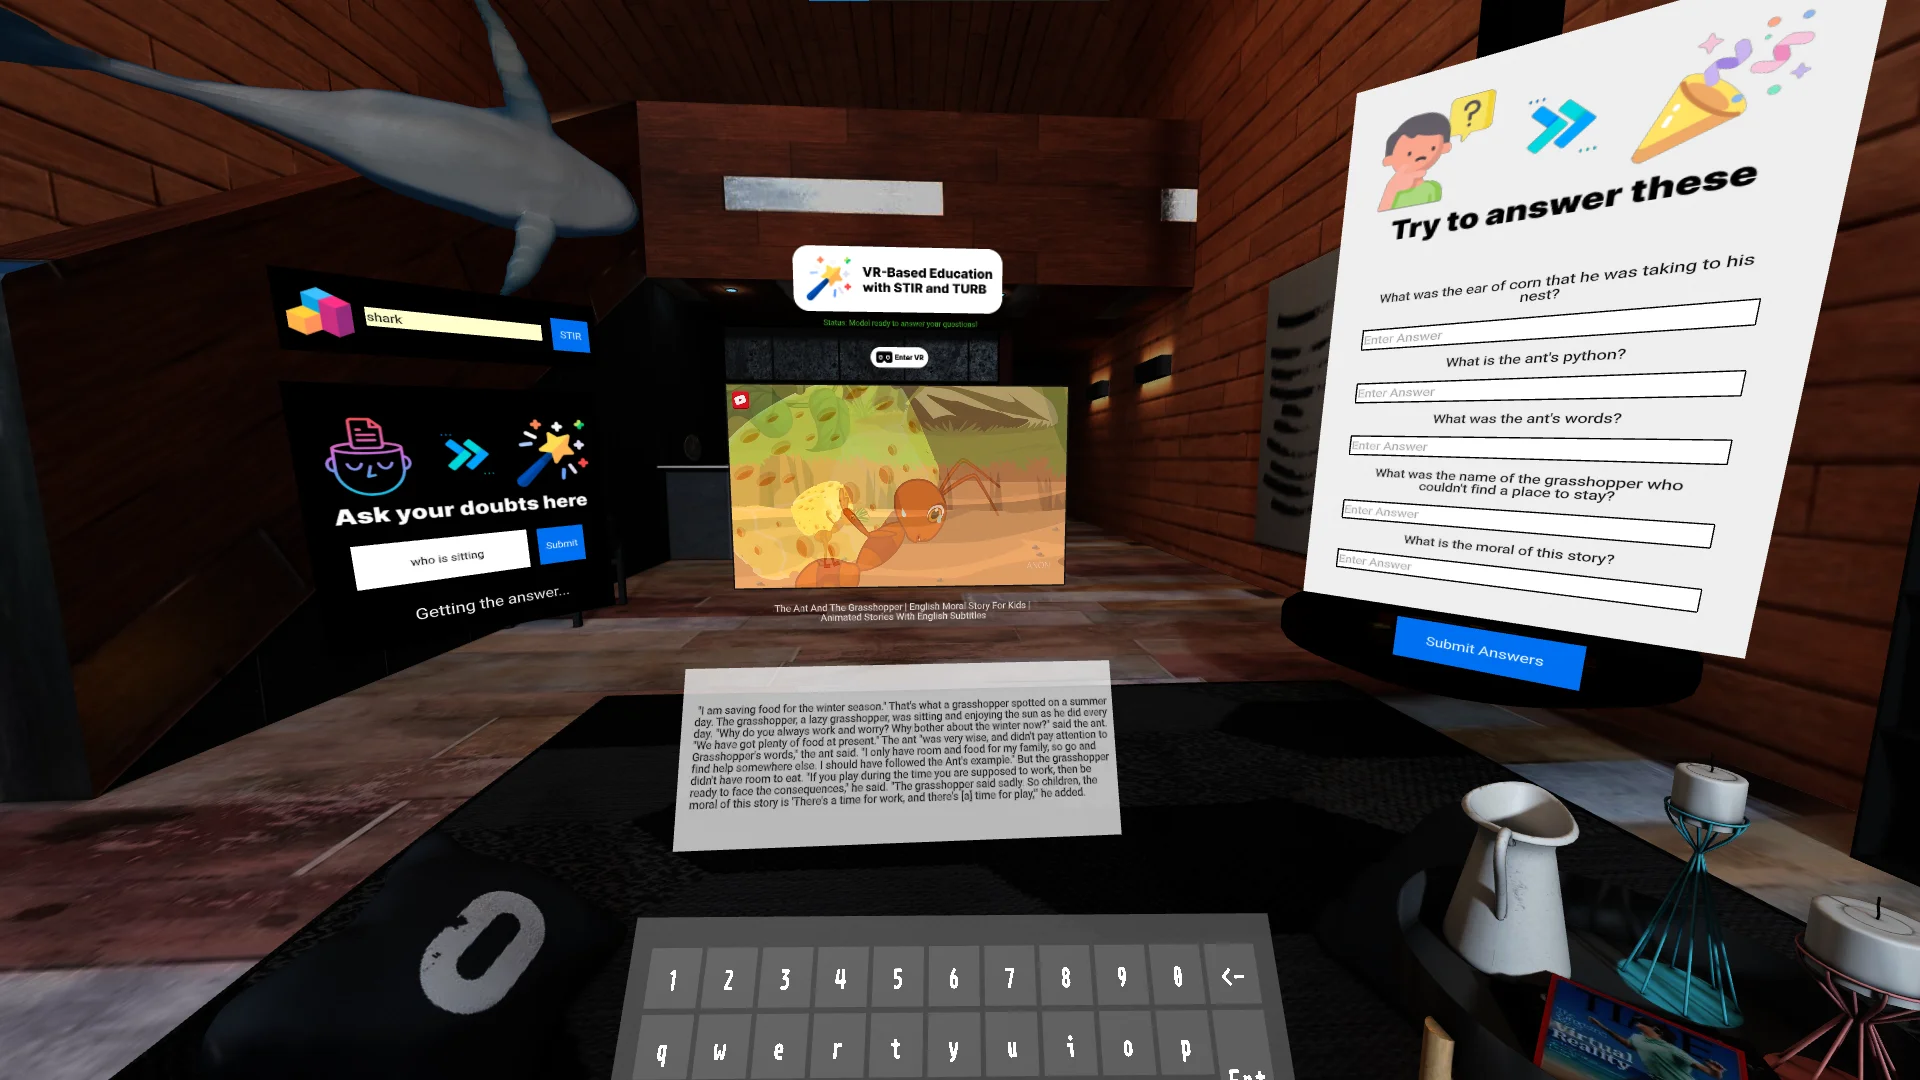 VR-Based Education
with STIR and TURB
Status: Model ready to answer your questions!
Enter VR
shark
STIR
Ask your doubts here
who is sitting
Submit
Getting the answer...
AXON
The Ant And The Grasshopper | English Moral Story For Kids |
Animated Stories With English Subtitles
?
Try to answer these
What was the ear of corn that he was taking to his
nest?
Enter Answer
What is the ant's python?
Enter Answer
What was the ant's words?
Enter Answer
What was the name of the grasshopper who
couldn't find a place to stay?
Enter Answer
What is the moral of this story?
Enter Answer
Submit Answers
"I am saving food for the winter season." That's what a grasshopper spotted on a summer
day. The grasshopper, a lazy grasshopper, was sitting and enjoying the sun as he did every
day. "Why do you always work and worry? Why bother about the winter now?" said the ant.
"We have got plenty of food at present." The ant "was very wise, and didn't pay attention to
Grasshopper's words," the ant said. "I only have room and food for my family, so go and
find help somewhere else. I should have followed the Ant's example." But the grasshopper
didn't have room to eat. "If you play during the time you are supposed to work, then be
ready to face the consequences," he said. "The grasshopper said sadly. So children, the
moral of this story is 'There's a time for work, and there's [a] time for play," he added.
1 2 3 4 5 6 7 8 9 0 <-
q w e r t y u i o p
Ent
Virtual
Reality